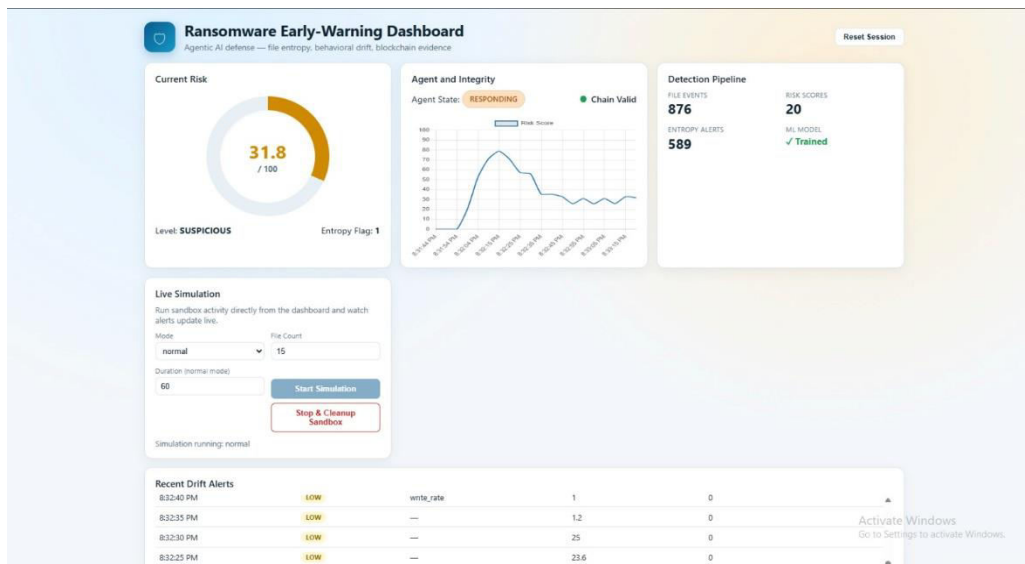 Ransomware Early-Warning Dashboard
Agentic AI defense — file entropy, behavioral drift, blockchain evidence
Reset Session
Current Risk
31.8
/ 100
Level: SUSPICIOUS
Entropy Flag: 1
Agent and Integrity
Agent State: RESPONDING
Chain Valid
Risk Score
100
90
80
70
60
50
40
30
20
10
0
Detection Pipeline
FILE EVENTS
876
RISK SCORES
20
ENTROPY ALERTS
589
ML MODEL
✓ Trained
Live Simulation
Run sandbox activity directly from the dashboard and watch
alerts update live.
Mode
File Count
normal
15
Duration (normal mode)
60
Start Simulation
Stop & Cleanup
Sandbox
Simulation running: normal
Recent Drift Alerts
8:32:40 PM LOW write_rate 1 0
8:32:35 PM LOW — 1.2 0
8:32:30 PM LOW — 25 0
8:32:25 PM LOW — 23.6 0
Activate Windows
Go to Settings to activate Windows.